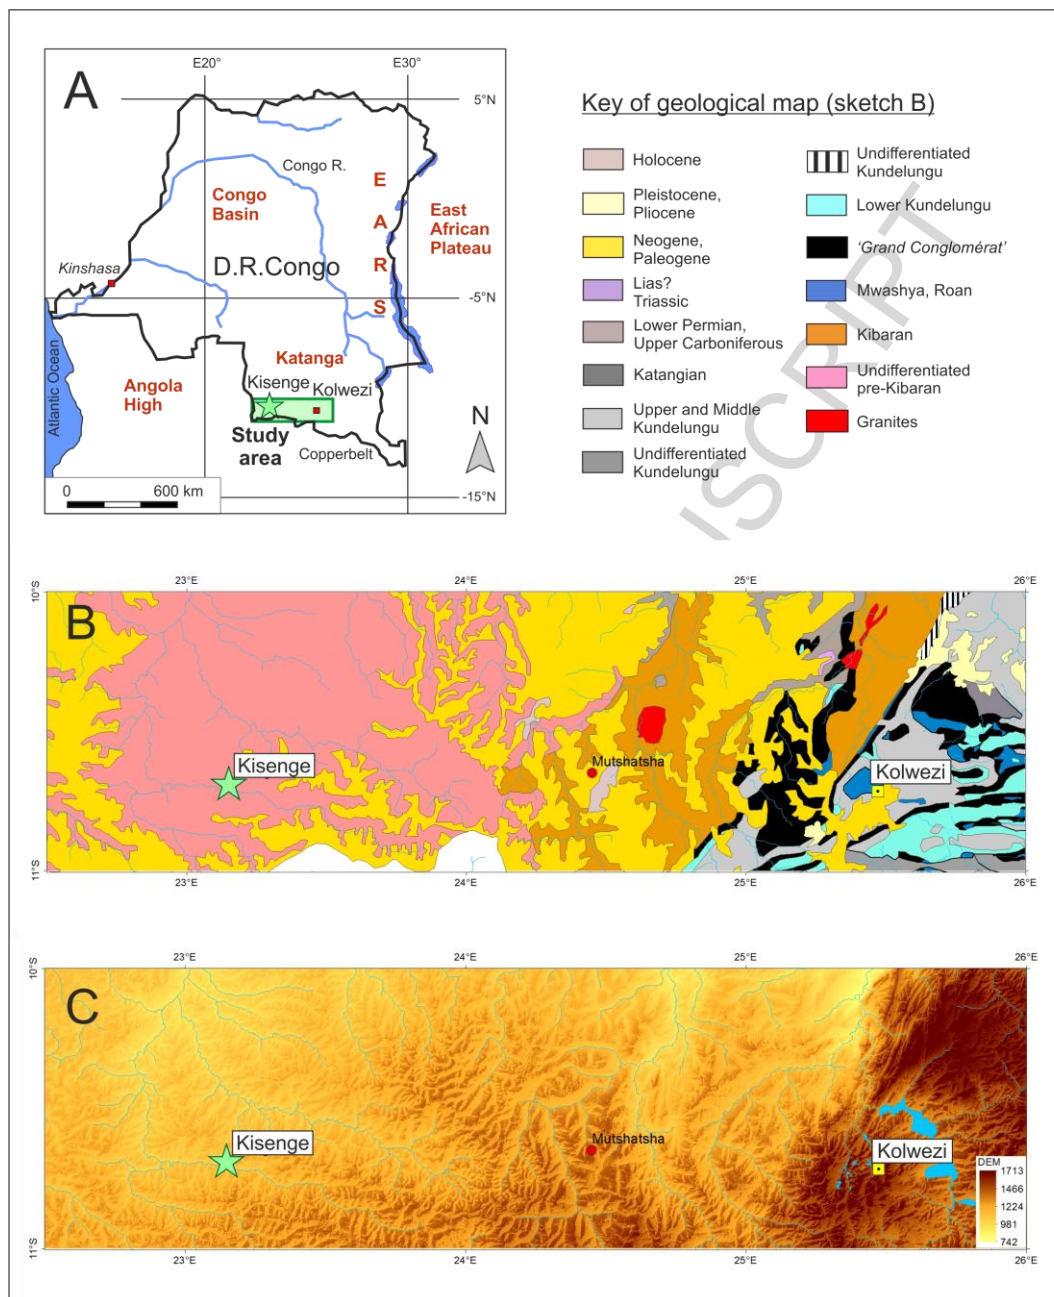 A
E20°
E30°
5°N
Congo R.
Congo
Basin
E
A
R
S
East
African
Plateau
Kinshasa
D.R.Congo
-5°N
Atlantic Ocean
Angola
High
Katanga
Kisenge
Kolwezi
Study
area
Copperbelt
N
0
600 km
-15°N
Key of geological map (sketch B)
Holocene
Pleistocene,
Pliocene
Neogene,
Paleogene
Lias?
Triassic
Lower Permian,
Upper Carboniferous
Katangian
Upper and Middle
Kundelungu
Undifferentiated
Kundelungu
Undifferentiated
Kundelungu
Lower Kundelungu
'Grand Conglomérat'
Mwashya, Roan
Kibaran
Undifferentiated
pre-Kibaran
Granites
ISCRIPT
B
23°E
24°E
25°E
26°E
10°S
Kisenge
Mutshatsha
Kolwezi
11°S
23°E
24°E
25°E
26°E
C
23°E
24°E
25°E
26°E
10°S
Kisenge
Mutshatsha
Kolwezi
DEM
1713
1466
1224
981
742
11°S
23°E
24°E
25°E
26°E